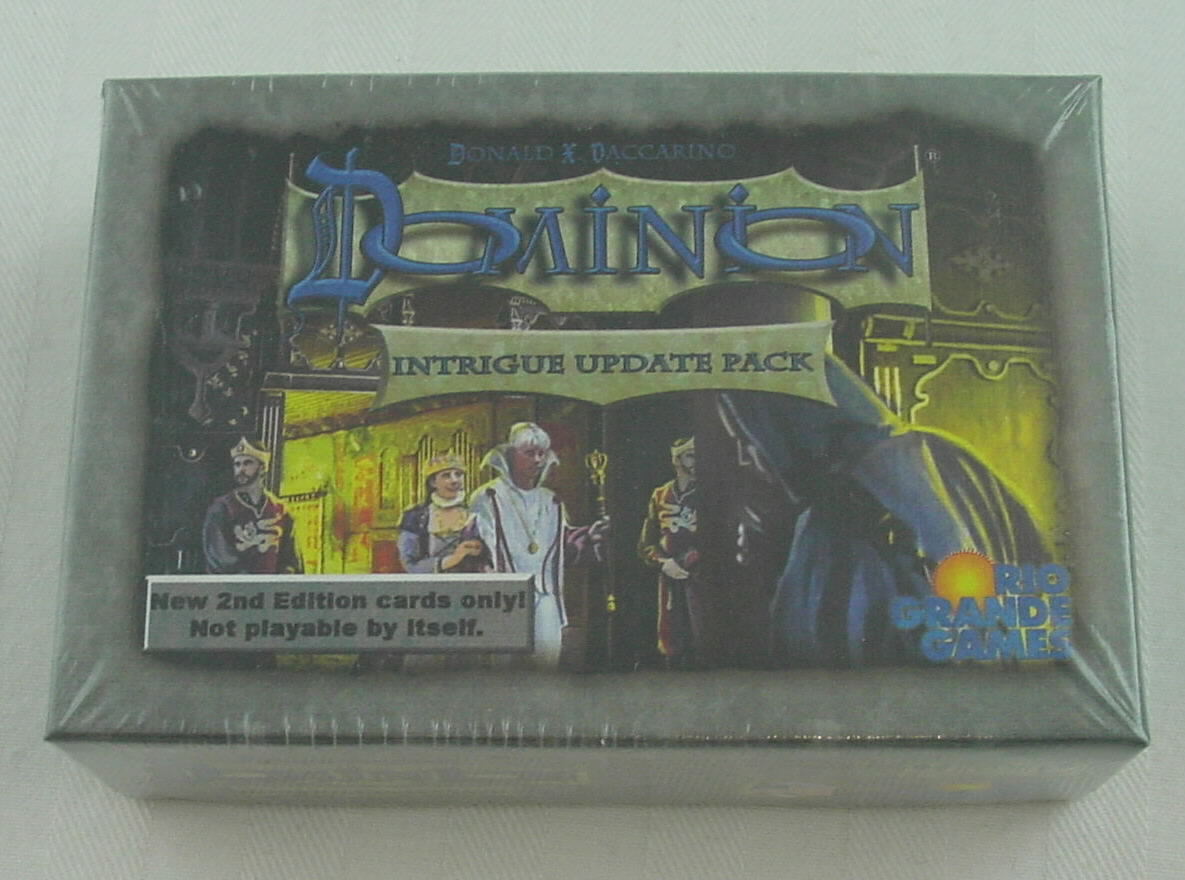 DONALD X. VACCARINO
DOMINION ®
INTRIGUE UPDATE PACK
New 2nd Edition cards only!
Not playable by itself.
RIO
GRANDE
GAMES